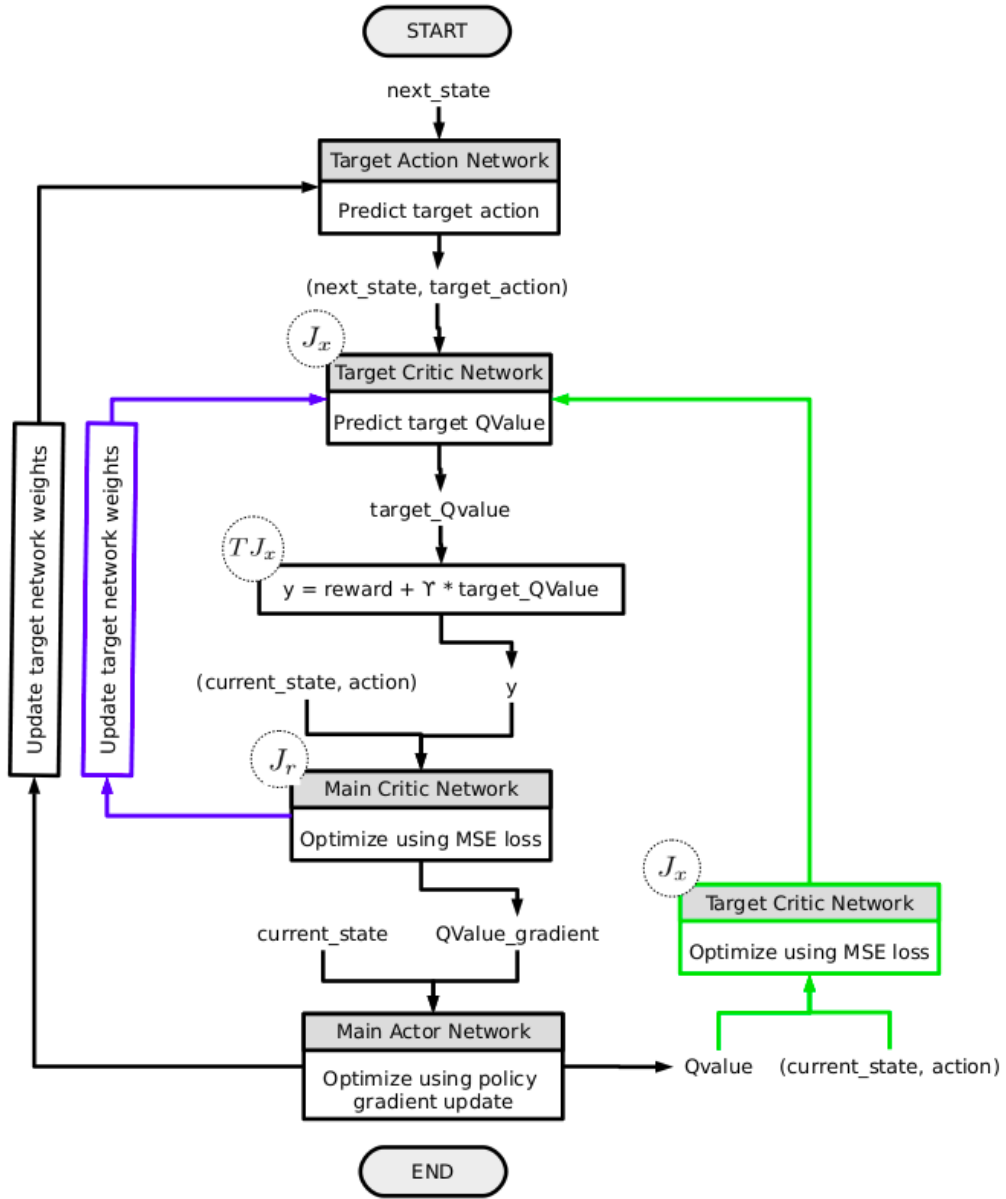 START
next_state
Target Action Network
Predict target action
(next_state, target_action)
J_x
Target Critic Network
Predict target QValue
target_Qvalue
TJ_x
y = reward + ϒ * target_QValue
(current_state, action)
y
Update target network weights
Update target network weights
J_r
Main Critic Network
Optimize using MSE loss
current_state
QValue_gradient
J_x
Target Critic Network
Optimize using MSE loss
Main Actor Network
Optimize using policy
gradient update
Qvalue
(current_state, action)
END